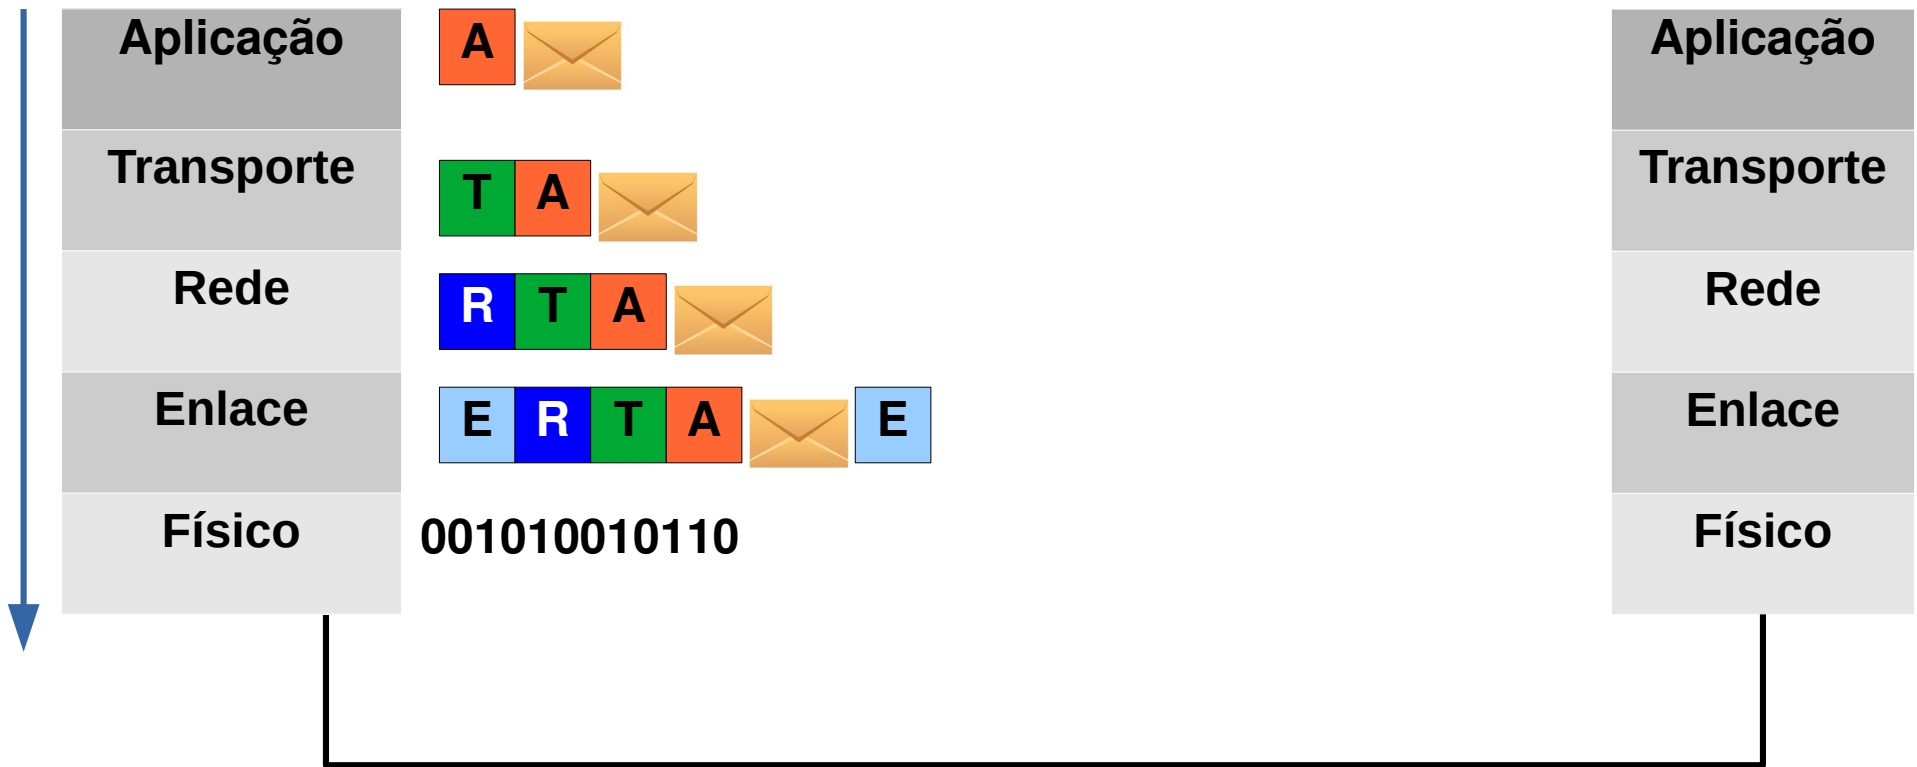 Aplicação A Aplicação
Transporte T A Transporte
Rede R T A Rede
Enlace E R T A E Enlace
Físico 001010010110 Físico